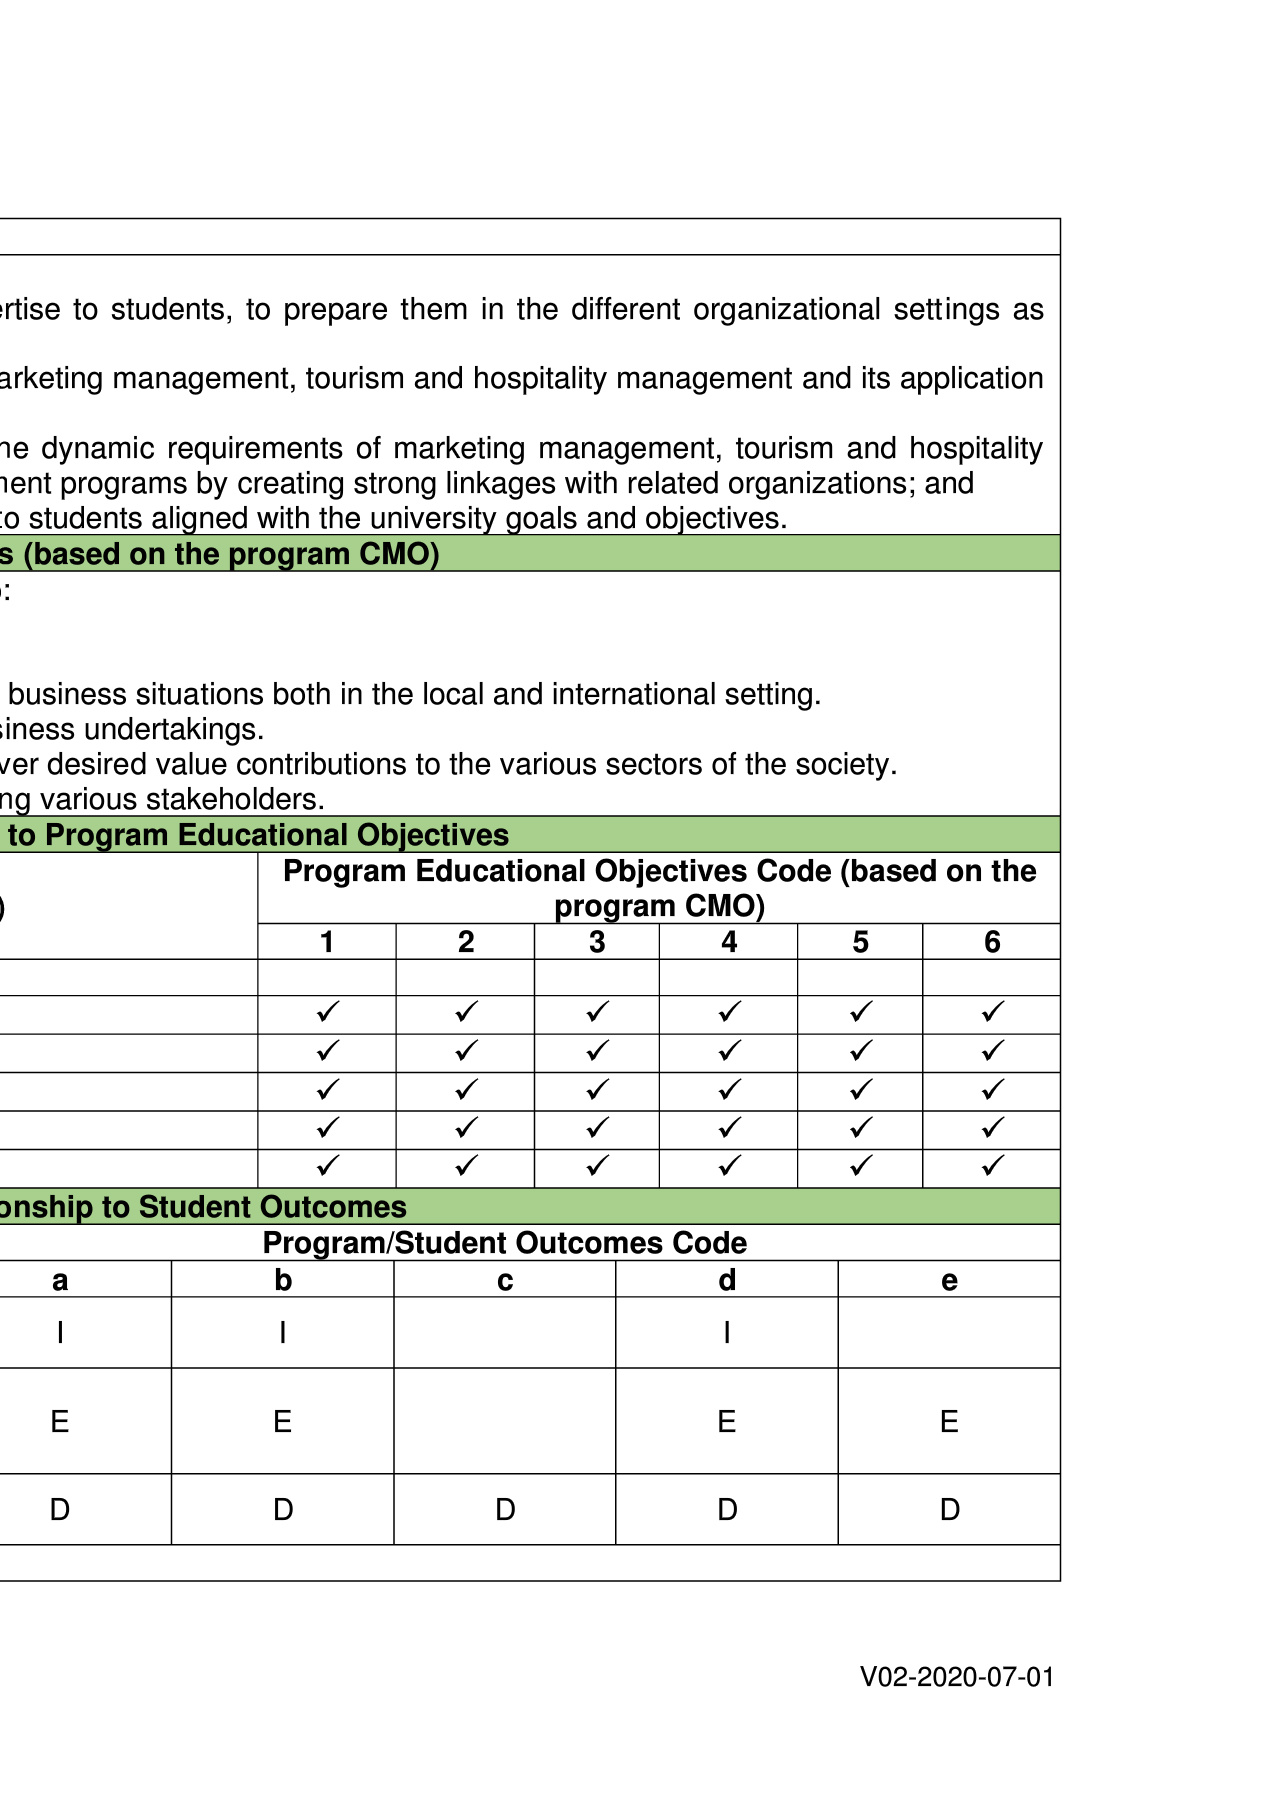 ertise to students, to prepare them in the different organizational settings as
arketing management, tourism and hospitality management and its application
ne dynamic requirements of marketing management, tourism and hospitality
nent programs by creating strong linkages with related organizations; and
to students aligned with the university goals and objectives.
s (based on the program CMO)
o:
business situations both in the local and international setting.
siness undertakings.
ver desired value contributions to the various sectors of the society.
ng various stakeholders.
to Program Educational Objectives
Program Educational Objectives Code (based on the
) program CMO)
1 2 3 4 5 6
✓ ✓ ✓ ✓ ✓ ✓
✓ ✓ ✓ ✓ ✓ ✓
✓ ✓ ✓ ✓ ✓ ✓
✓ ✓ ✓ ✓ ✓ ✓
✓ ✓ ✓ ✓ ✓ ✓
onship to Student Outcomes
Program/Student Outcomes Code
a b c d e
I I I
E E E E
D D D D D
V02-2020-07-01